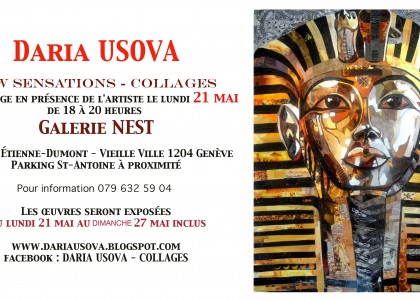 Daria USOVA
SENSATIONS - COLLAGES
EN PRÉSENCE DE L'ARTISTE LE LUNDI 21 MAI
DE 18 À 20 HEURES
Galerie NEST
Étienne-Dumont - Vieille Ville 1204 Genève
Parking St-Antoine à proximité
Pour information 079 632 59 04
Les œuvres seront exposées
lundi 21 mai au DIMANCHE 27 mai inclus
www.dariausova.blogspot.com
facebook : DARIA USOVA - COLLAGES